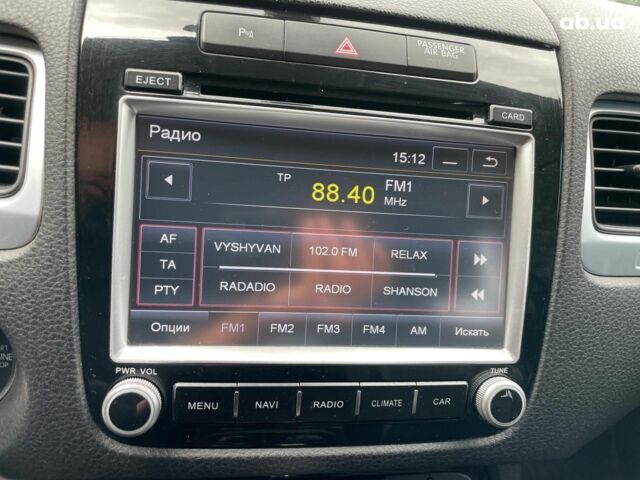 ab.ua
P
PASSENGER
AIR BAG
EJECT
CARD
Радио
15:12
TP
88.40
FM1
MHz
AF
TA
PTY
VYSHYVAN
102.0 FM
RELAX
RADADIO
RADIO
SHANSON
Опции
FM1
FM2
FM3
FM4
AM
Искать
PWR VOL
TUNE
MENU
NAVI
RADIO
CLIMATE
CAR